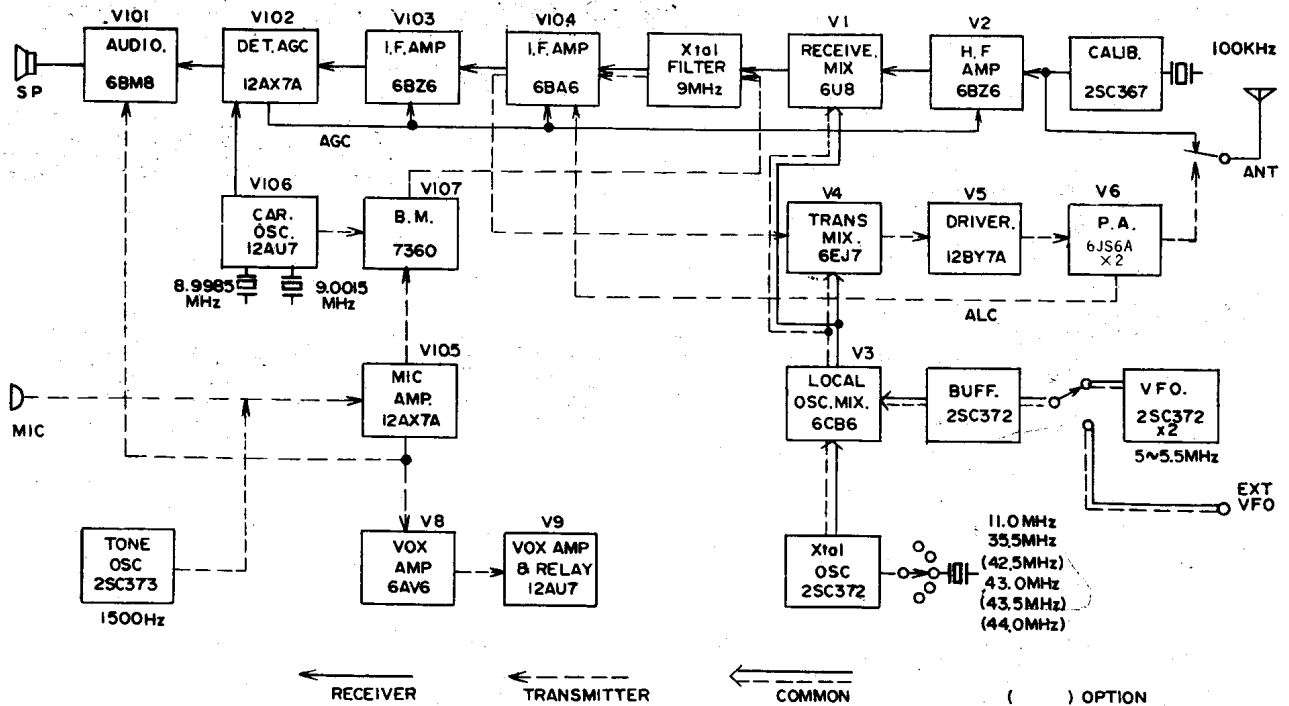 V101
AUDIO.
6BM8
SP
V102
DET. AGC
12AX7A
V103
I.F. AMP
6BZ6
V104
I.F. AMP
6BA6
Xtal
FILTER
9MHz
V1
RECEIVE.
MIX
6U8
V2
H.F
AMP
6BZ6
CALIB.
2SC367
100KHz
AGC
ANT
V106
CAR.
OSC.
12AU7
8.9985
MHz
9.0015
MHz
V107
B.M.
7360
V4
TRANS
MIX.
6EJ7
V5
DRIVER.
12BY7A
V6
P.A.
6JS6A
X2
ALC
V105
MIC
AMP.
12AX7A
MIC
V3
LOCAL
OSC. MIX.
6CB6
BUFF.
2SC372
VFO.
2SC372
x2
5~5.5MHz
EXT
VFO
TONE
OSC
2SC373
1500Hz
V8
VOX
AMP
6AV6
V9
VOX AMP
& RELAY
12AU7
Xtal
OSC
2SC372
11.0MHz
35.5MHz
(42.5MHz)
43.0MHz
(43.5MHz)
(44.0MHz)
RECEIVER
TRANSMITTER
COMMON
( ) OPTION